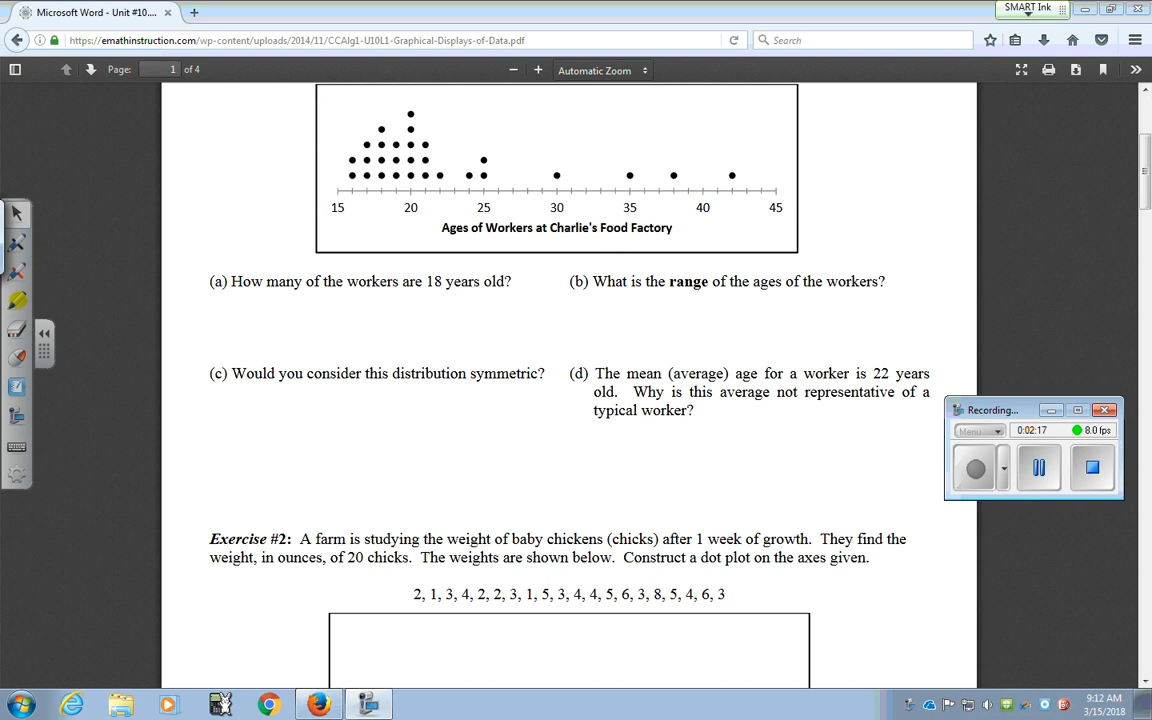 Microsoft Word - Unit #10....
SMART Ink
https://emathinstruction.com/wp-content/uploads/2014/11/CCAlg1-U10L1-Graphical-Displays-of-Data.pdf
Search
Page: 1 of 4
Automatic Zoom
15 20 25 30 35 40 45
Ages of Workers at Charlie's Food Factory
(a) How many of the workers are 18 years old?
(b) What is the range of the ages of the workers?
(c) Would you consider this distribution symmetric?
(d) The mean (average) age for a worker is 22 years
old. Why is this average not representative of a
typical worker?
Recording...
Menu
0:02:17
8.0 fps
Exercise #2: A farm is studying the weight of baby chickens (chicks) after 1 week of growth. They find the
weight, in ounces, of 20 chicks. The weights are shown below. Construct a dot plot on the axes given.
2, 1, 3, 4, 2, 2, 3, 1, 5, 3, 4, 4, 5, 6, 3, 8, 5, 4, 6, 3
9:12 AM
3/15/2018